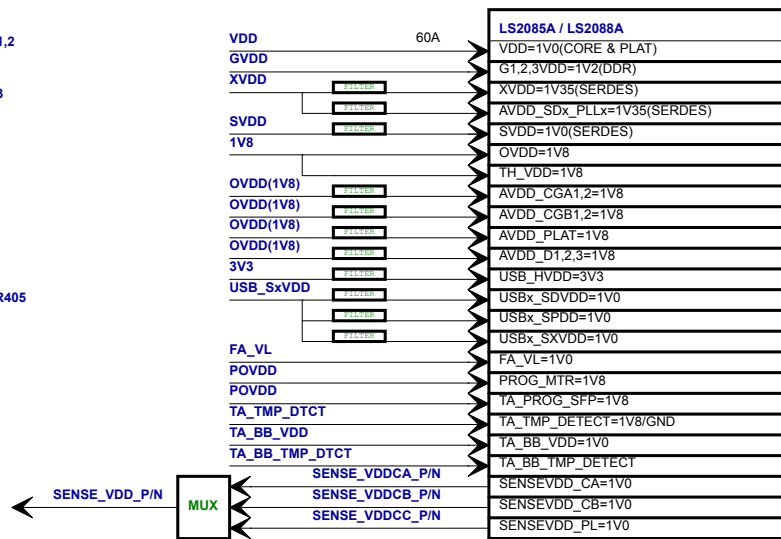 1,2
3
R405
VDD
60A
GVDD
XVDD
FILTER
FILTER
SVDD
FILTER
1V8
OVDD(1V8)
FILTER
OVDD(1V8)
FILTER
OVDD(1V8)
FILTER
OVDD(1V8)
FILTER
3V3
FILTER
USB_SxVDD
FILTER
FILTER
FILTER
FA_VL
POVDD
POVDD
TA_TMP_DTCT
TA_BB_VDD
TA_BB_TMP_DTCT
SENSE_VDDCA_P/N
SENSE_VDDCB_P/N
SENSE_VDDCC_P/N
SENSE_VDD_P/N
MUX
LS2085A / LS2088A
VDD=1V0(CORE & PLAT)
G1,2,3VDD=1V2(DDR)
XVDD=1V35(SERDES)
AVDD_SDx_PLLx=1V35(SERDES)
SVDD=1V0(SERDES)
OVDD=1V8
TH_VDD=1V8
AVDD_CGA1,2=1V8
AVDD_CGB1,2=1V8
AVDD_PLAT=1V8
AVDD_D1,2,3=1V8
USB_HVDD=3V3
USBx_SDVDD=1V0
USBx_SPDD=1V0
USBx_SXVDD=1V0
FA_VL=1V0
PROG_MTR=1V8
TA_PROG_SFP=1V8
TA_TMP_DETECT=1V8/GND
TA_BB_VDD=1V0
TA_BB_TMP_DETECT
SENSEVDD_CA=1V0
SENSEVDD_CB=1V0
SENSEVDD_PL=1V0